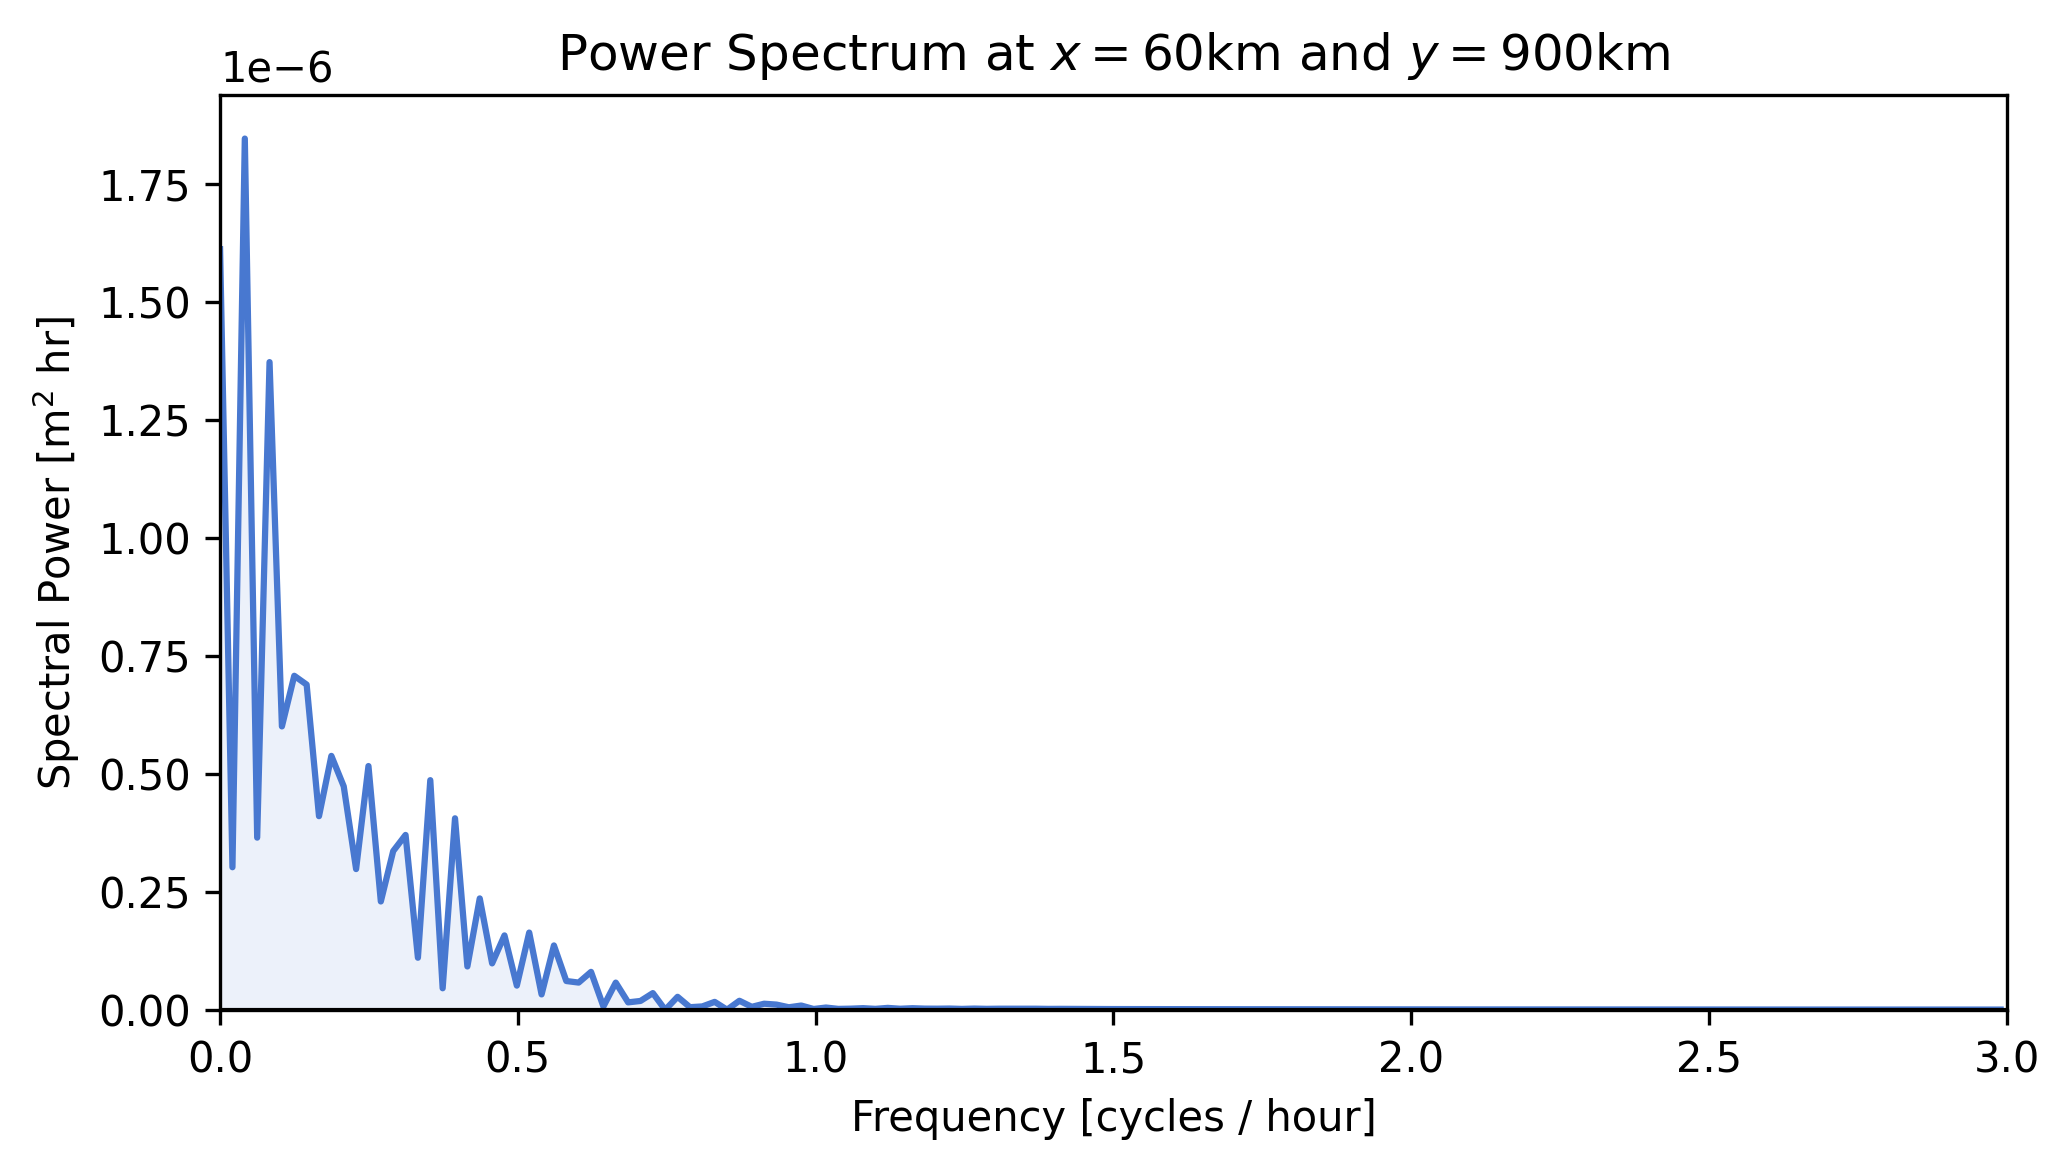 Power Spectrum at x = 60km and y = 900km
1e−6
1.75
1.50
1.25
1.00
0.75
0.50
0.25
0.00
Spectral Power [m² hr]
0.0 0.5 1.0 1.5 2.0 2.5 3.0
Frequency [cycles / hour]